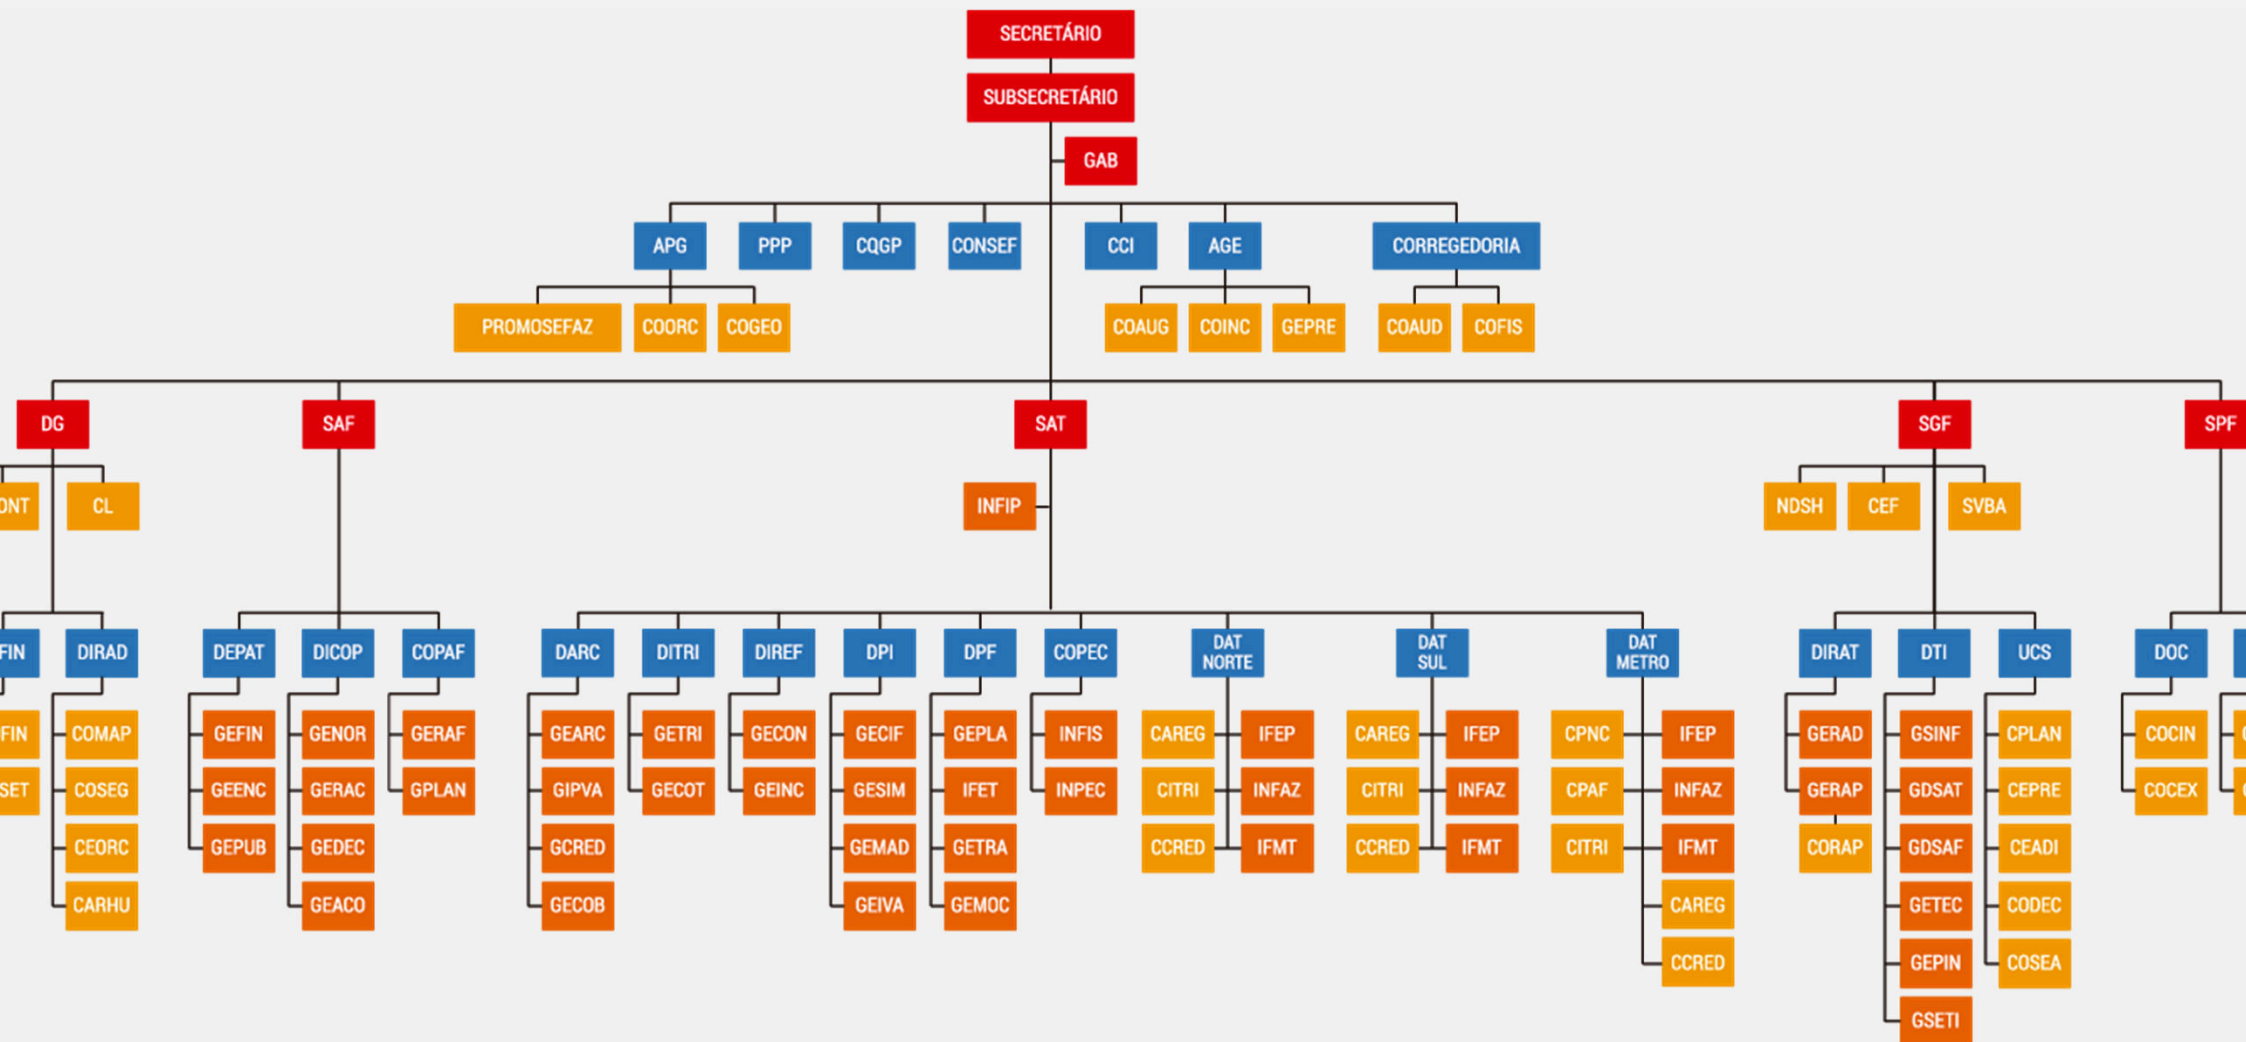 SECRETÁRIO
SUBSECRETÁRIO
GAB
APG PPP CQGP CONSEF CCI AGE CORREGEDORIA
PROMOSEFAZ COORC COGEO COAUG COINC GEPRE COAUD COFIS
DG SAF SAT SGF SPF
ONT CL INFIP NDSH CEF SVBA
FIN DIRAD DEPAT DICOP COPAF DARC DITRI DIREF DPI DPF COPEC DAT NORTE DAT SUL DAT METRO DIRAT DTI UCS DOC
FIN COMAP GEFIN GENOR GERAF GEARC GETRI GECON GECIF GEPLA INFIS CAREG IFEP CAREG IFEP CPNC IFEP GERAD GSINF CPLAN COCIN
SET COSEG GEENC GERAC GPLAN GIPVA GECOT GEINC GESIM IFET INPEC CITRI INFAZ CITRI INFAZ CPAF INFAZ GERAP GDSAT CEPRE COCEX
CEORC GEPUB GEDEC GCRED GEMAD GETRA CCRED IFMT CCRED IFMT CITRI IFMT CORAP GDSAF CEADI
CARHU GEACO GECOB GEIVA GEMOC CAREG GETEC CODEC
CCRED GEPIN COSEA
GSETI